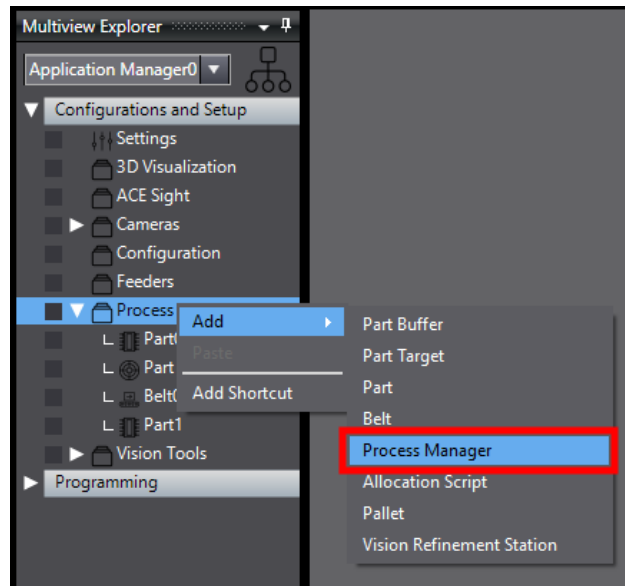 Multiview Explorer
Application Manager0
Configurations and Setup
Settings
3D Visualization
ACE Sight
Cameras
Configuration
Feeders
Process
Part
Part
Belt
Part1
Vision Tools
Programming
Add
Paste
Add Shortcut
Part Buffer
Part Target
Part
Belt
Process Manager
Allocation Script
Pallet
Vision Refinement Station